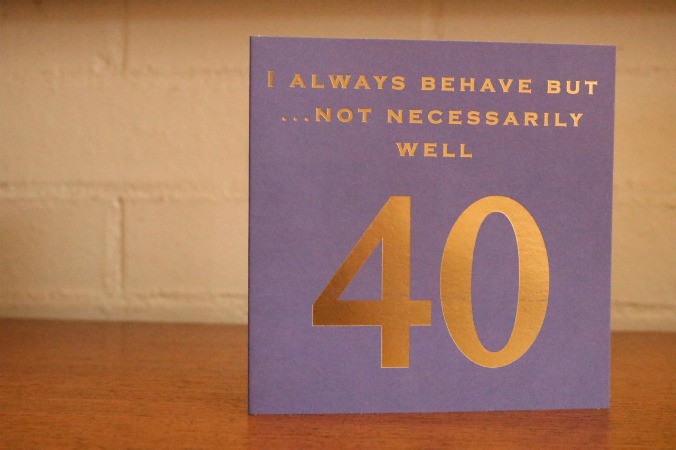 I ALWAYS BEHAVE BUT
...NOT NECESSARILY
WELL
40